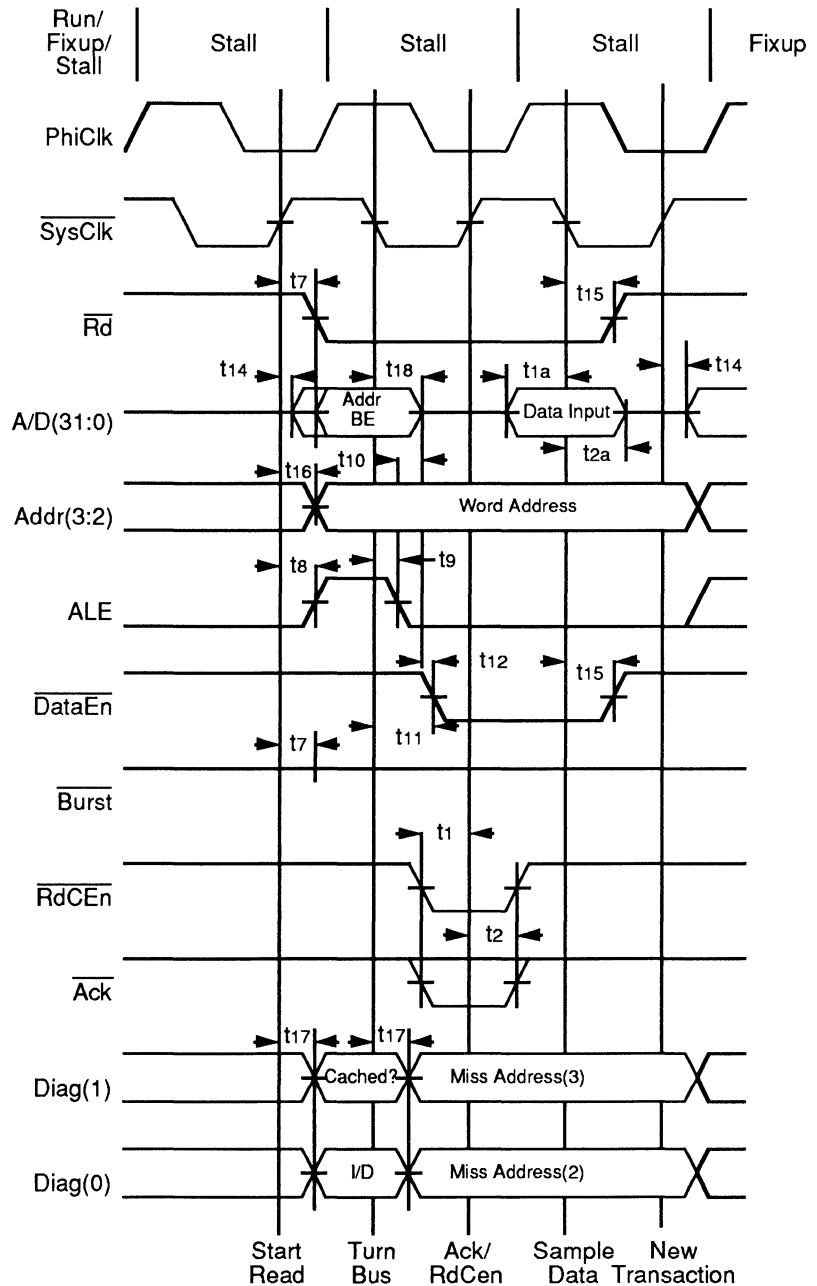 Run/
Fixup/
Stall
Stall
Stall
Stall
Fixup
PhiClk
SysClk
t7
t15
Rd
t14
t18
t1a
t14
A/D(31:0)
Addr
BE
Data Input
t10
t2a
t16
Addr(3:2)
Word Address
t8
t9
ALE
t12
t15
DataEn
t7
t11
Burst
t1
RdCEn
t2
Ack
t17
t17
Diag(1)
Cached?
Miss Address(3)
Diag(0)
I/D
Miss Address(2)
Start
Read
Turn
Bus
Ack/
RdCen
Sample
Data
New
Transaction